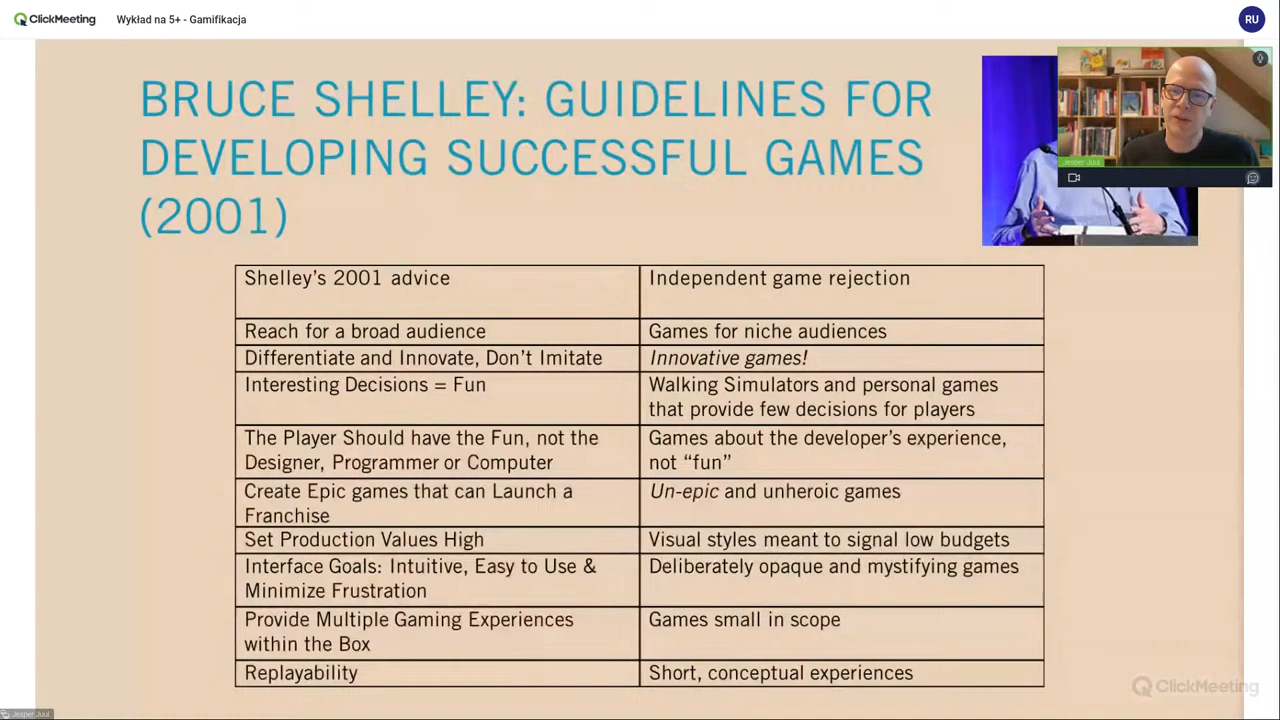 ClickMeeting
Wykład na 5+ - Gamifikacja
RU
BRUCE SHELLEY: GUIDELINES FOR
DEVELOPING SUCCESSFUL GAMES
(2001)
Jesper Juul
Shelley's 2001 advice
Independent game rejection
Reach for a broad audience
Games for niche audiences
Differentiate and Innovate, Don't Imitate
Innovative games!
Interesting Decisions = Fun
Walking Simulators and personal games
that provide few decisions for players
The Player Should have the Fun, not the
Designer, Programmer or Computer
Games about the developer's experience,
not “fun”
Create Epic games that can Launch a
Franchise
Un-epic and unheroic games
Set Production Values High
Visual styles meant to signal low budgets
Interface Goals: Intuitive, Easy to Use &
Minimize Frustration
Deliberately opaque and mystifying games
Provide Multiple Gaming Experiences
within the Box
Games small in scope
Replayability
Short, conceptual experiences
ClickMeeting
Jesper Juul